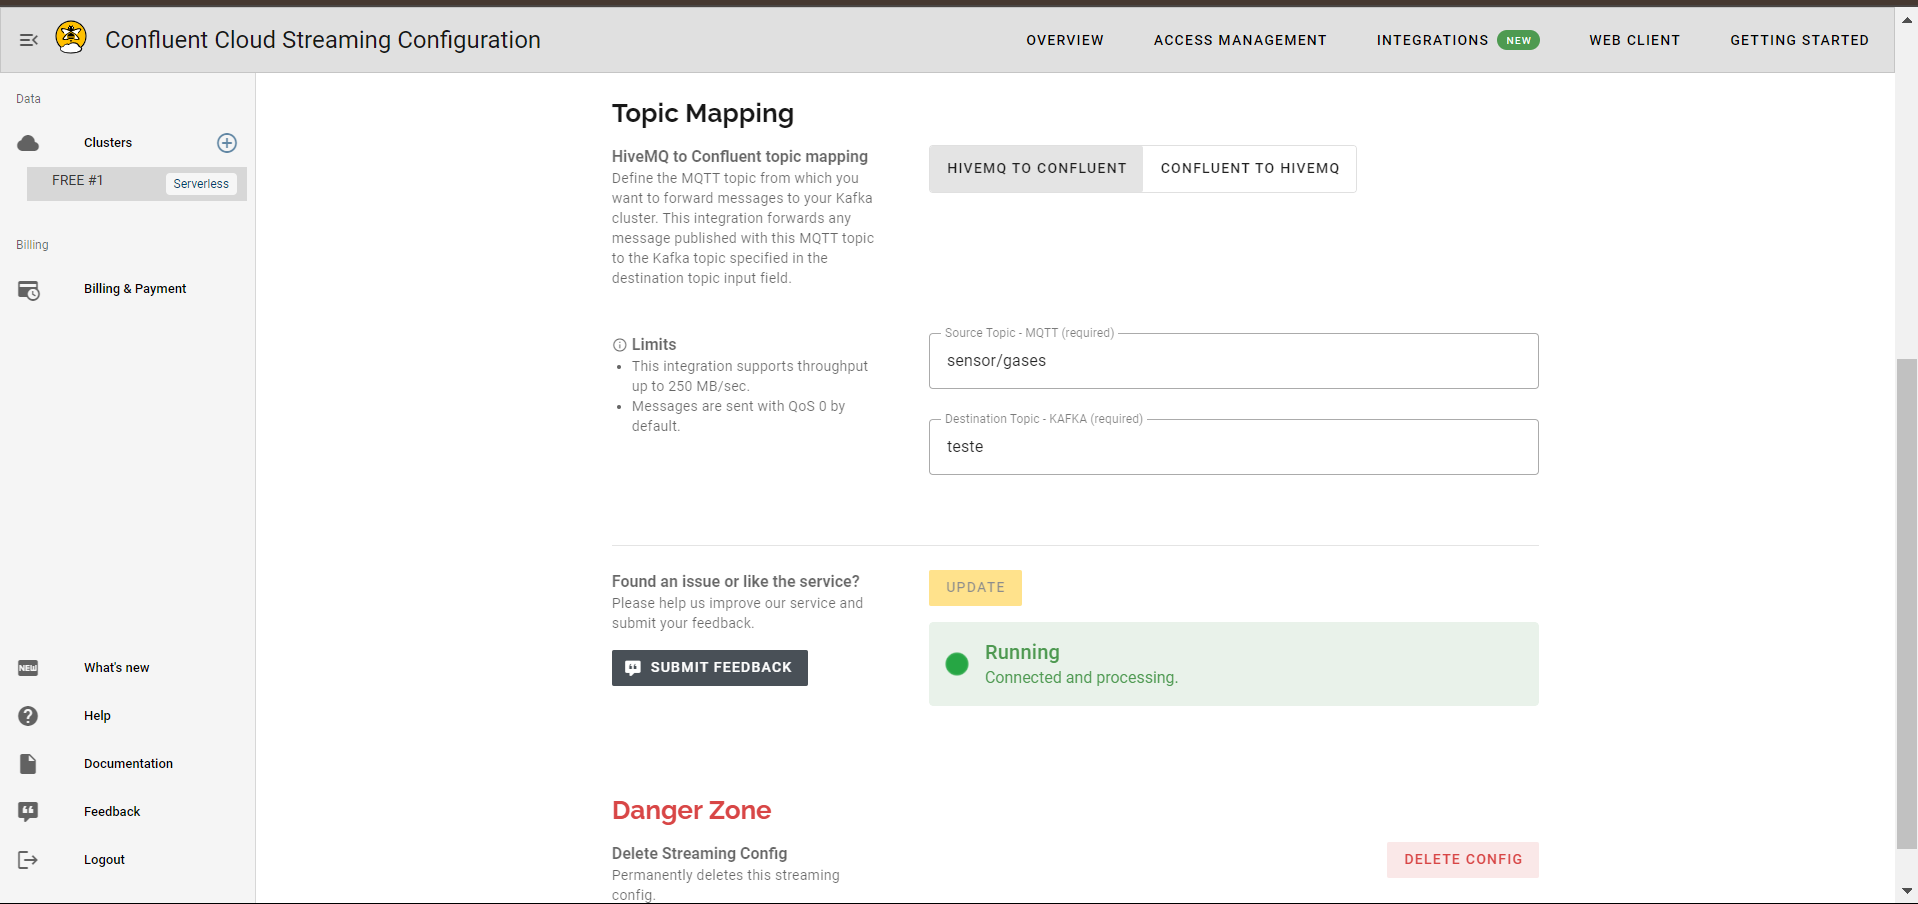 Confluent Cloud Streaming Configuration
OVERVIEW
ACCESS MANAGEMENT
INTEGRATIONS NEW
WEB CLIENT
GETTING STARTED
Data
Clusters
FREE #1 Serverless
Billing
Billing & Payment
What's new
NEW
Help
Documentation
Feedback
Logout
Topic Mapping
HiveMQ to Confluent topic mapping
Define the MQTT topic from which you
want to forward messages to your Kafka
cluster. This integration forwards any
message published with this MQTT topic
to the Kafka topic specified in the
destination topic input field.
HIVEMQ TO CONFLUENT
CONFLUENT TO HIVEMQ
Limits
• This integration supports throughput
up to 250 MB/sec.
• Messages are sent with QoS 0 by
default.
Source Topic - MQTT (required)
sensor/gases
Destination Topic - KAFKA (required)
teste
Found an issue or like the service?
Please help us improve our service and
submit your feedback.
SUBMIT FEEDBACK
UPDATE
Running
Connected and processing.
Danger Zone
Delete Streaming Config
Permanently deletes this streaming
config.
DELETE CONFIG